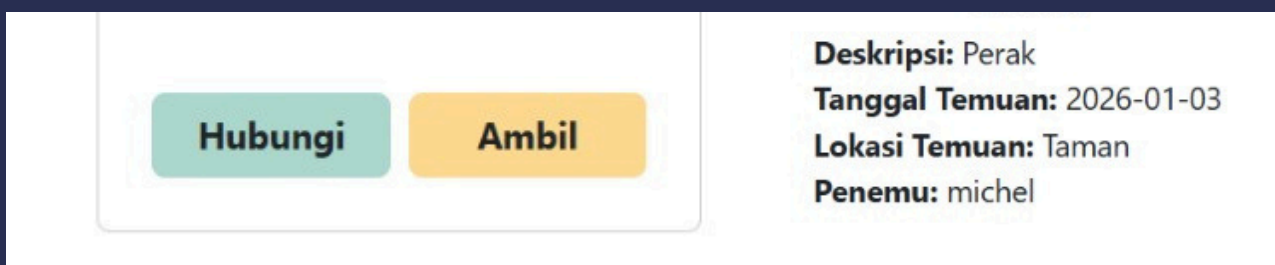 Hubungi
Ambil
Deskripsi: Perak
Tanggal Temuan: 2026-01-03
Lokasi Temuan: Taman
Penemu: michel